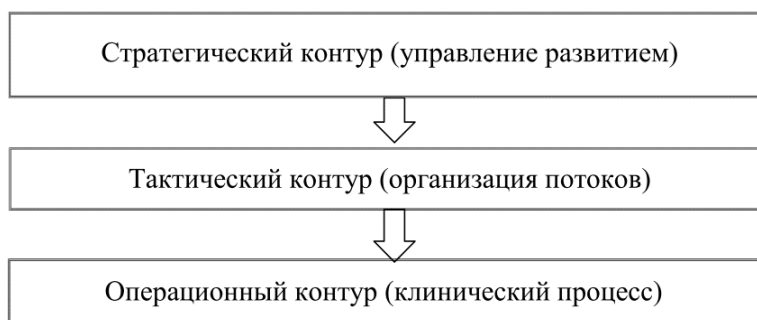 Стратегический контур (управление развитием)
Тактический контур (организация потоков)
Операционный контур (клинический процесс)